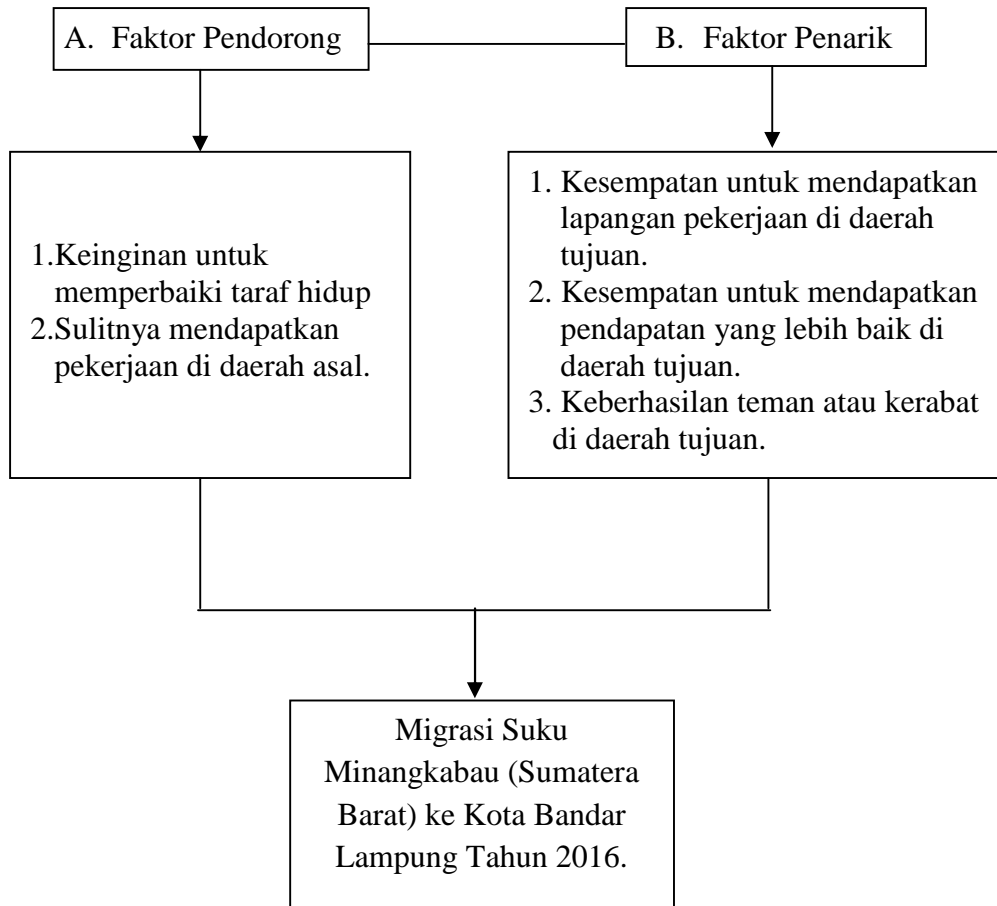 A. Faktor Pendorong
B. Faktor Penarik
1.Keinginan untuk
memperbaiki taraf hidup
2.Sulitnya mendapatkan
pekerjaan di daerah asal.
1. Kesempatan untuk mendapatkan
lapangan pekerjaan di daerah
tujuan.
2. Kesempatan untuk mendapatkan
pendapatan yang lebih baik di
daerah tujuan.
3. Keberhasilan teman atau kerabat
di daerah tujuan.
Migrasi Suku
Minangkabau (Sumatera
Barat) ke Kota Bandar
Lampung Tahun 2016.